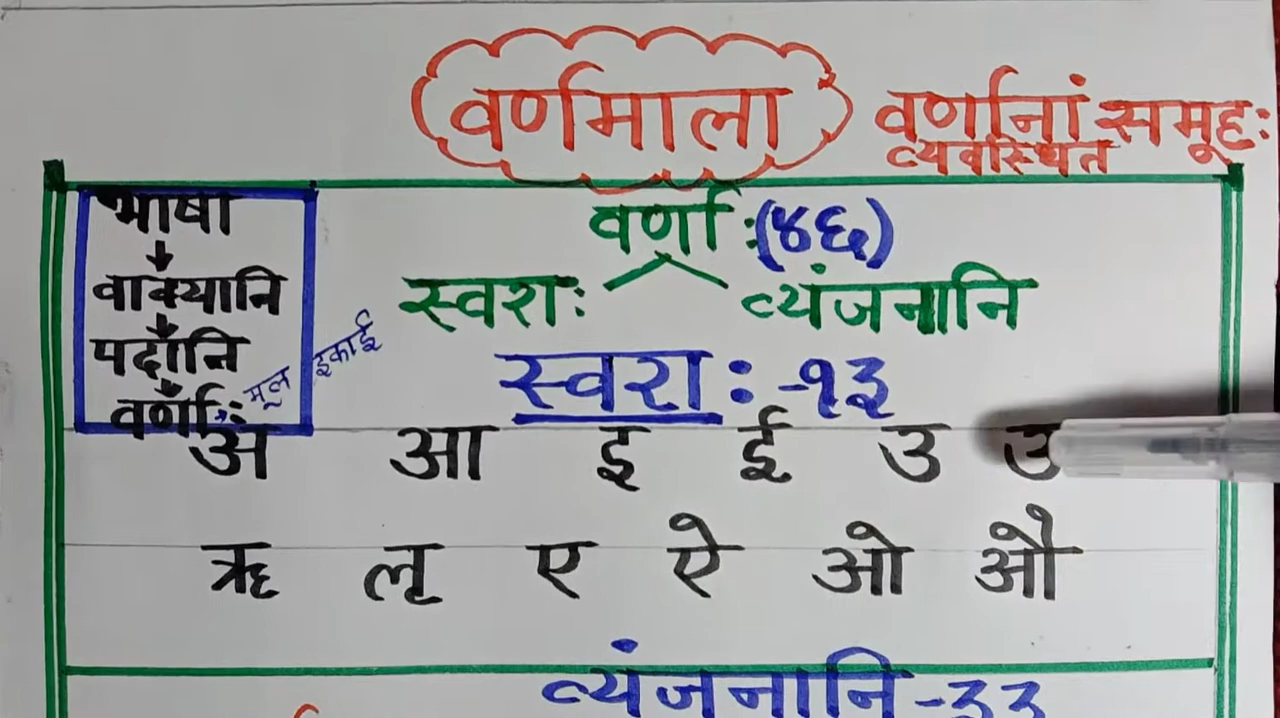 वर्णमाला
वर्णानां समूहः
व्यवस्थित
भाषा
वाक्यानि
पदानि
वर्णाः मूल इकाई
वर्णाः (४६)
स्वराः व्यंजनानि
स्वराः -१३
अ आ इ ई उ
ऋ लृ ए ऐ ओ औ
व्यंजनानि-३३